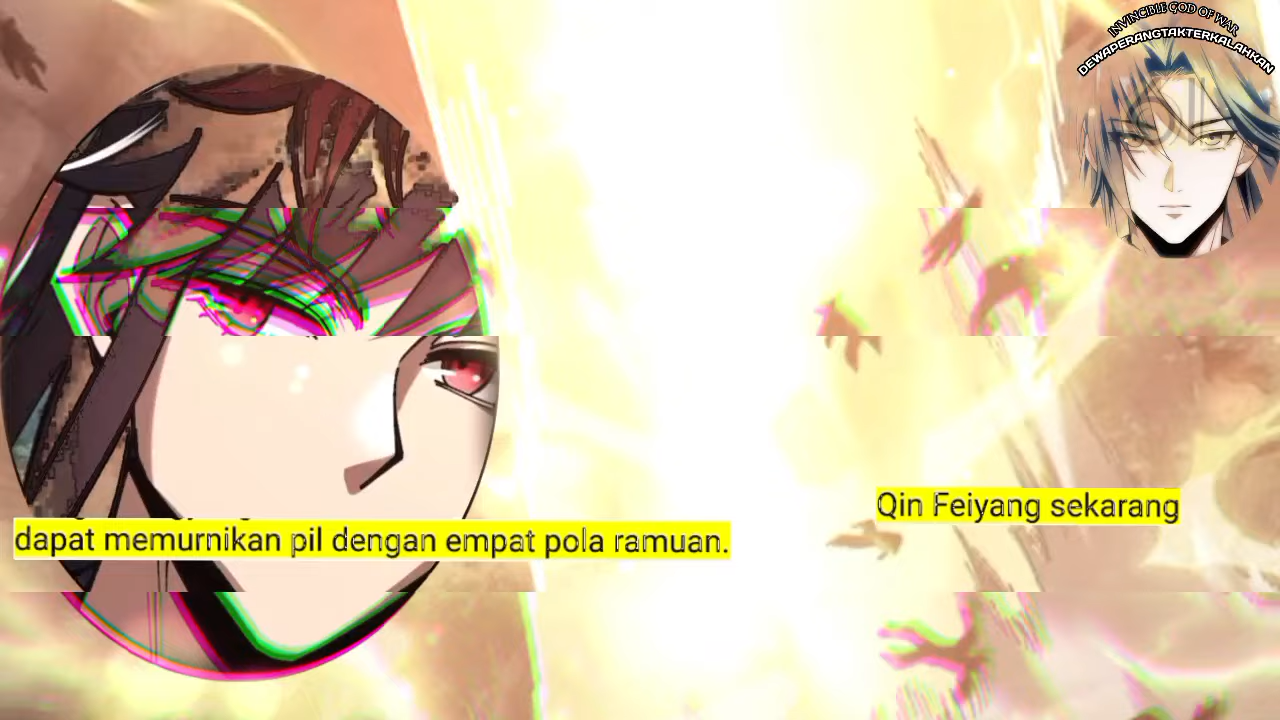 INVINCIBLE GOD OF WAR
DEWAPERANGTAKTERKALAHKAN
Qin Feiyang sekarang
dapat memurnikan pil dengan empat pola ramuan.